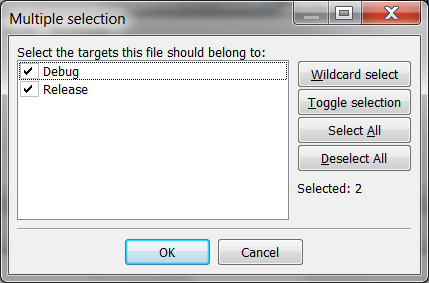 Multiple selection
Select the targets this file should belong to:
Debug
Release
Wildcard select
Toggle selection
Select All
Deselect All
Selected: 2
OK
Cancel